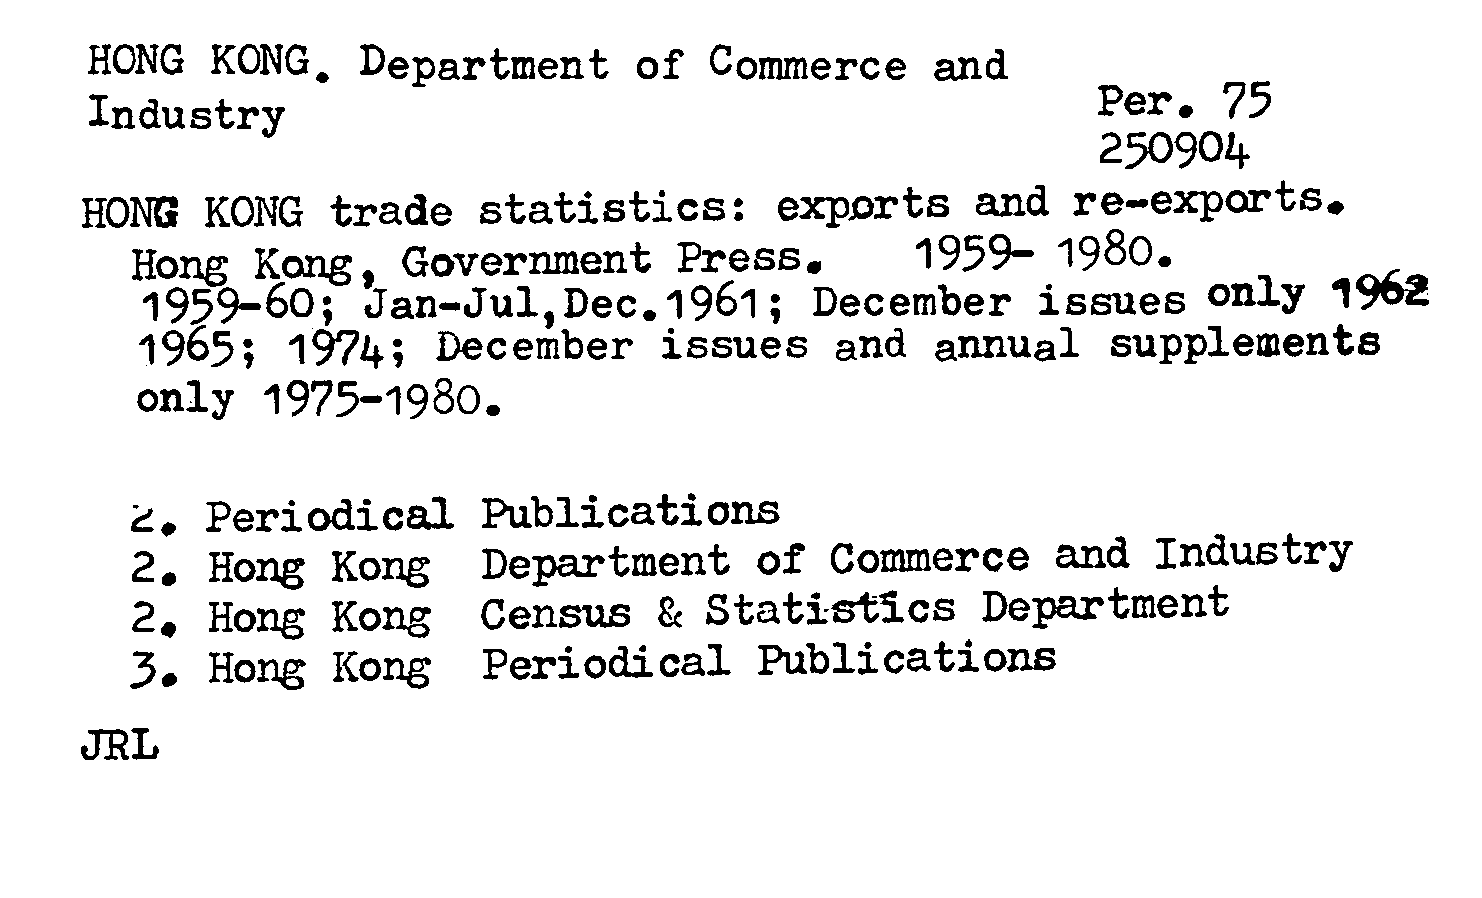 HONG KONG. Department of Commerce and
Industry
Per. 75
250904
HONG KONG trade statistics: exports and re-exports.
Hong Kong, Government Press. 1959- 1980.
1959-60; Jan-Jul,Dec.1961; December issues only 1962
1965; 1974; December issues and annual supplements
only 1975-1980.
2. Periodical Publications
2. Hong Kong Department of Commerce and Industry
2. Hong Kong Census & Statistics Department
3. Hong Kong Periodical Publications
JRL